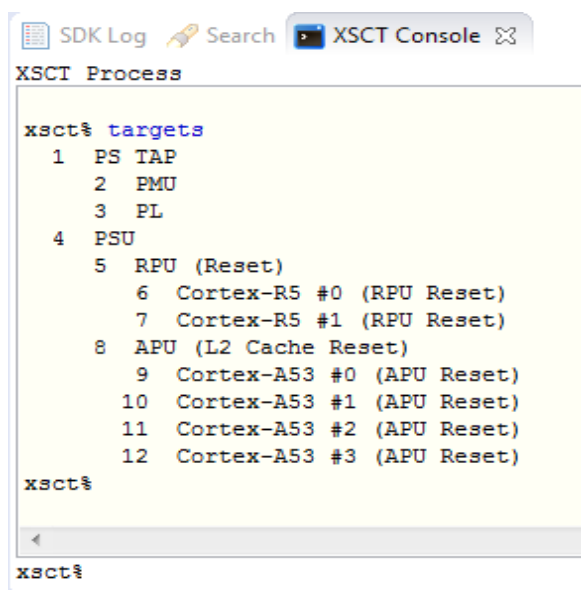 SDK Log Search XSCT Console
XSCT Process
xsct% targets
1 PS TAP
2 PMU
3 PL
4 PSU
5 RPU (Reset)
6 Cortex-R5 #0 (RPU Reset)
7 Cortex-R5 #1 (RPU Reset)
8 APU (L2 Cache Reset)
9 Cortex-A53 #0 (APU Reset)
10 Cortex-A53 #1 (APU Reset)
11 Cortex-A53 #2 (APU Reset)
12 Cortex-A53 #3 (APU Reset)
xsct%
xsct%